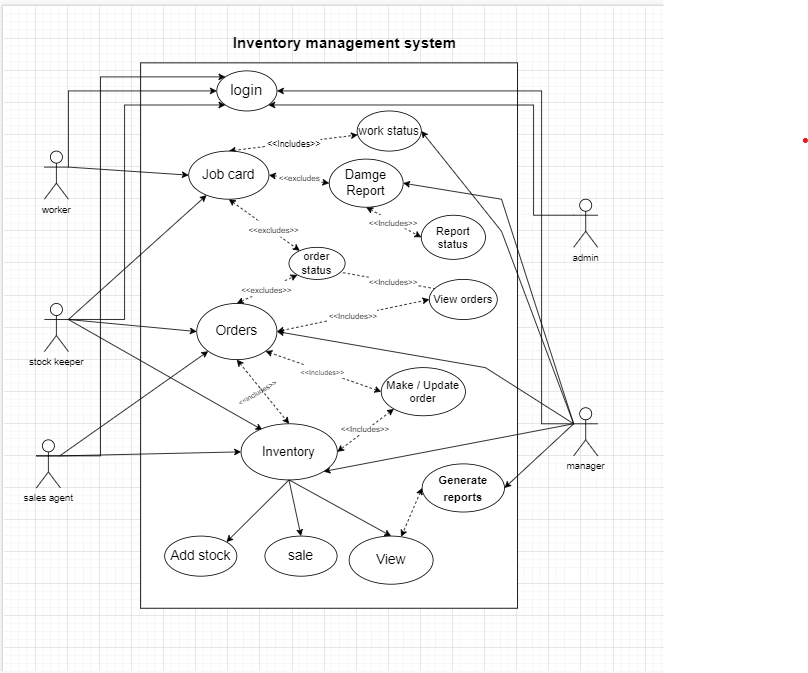 Inventory management system
login
work status
<<Includes>>
Job card
<<excludes
Damge
Report
worker
<<Includes>>
<<excludes>>
Report
status
admin
order
status
<<Includes>>
<<excludes>>
View orders
<<Includes>>
Orders
stock keeper
<<Includes>>
Make / Update
order
<<Includes>>
<<Includes>>
Inventory
manager
sales agent
Generate
reports
Add stock
sale
View